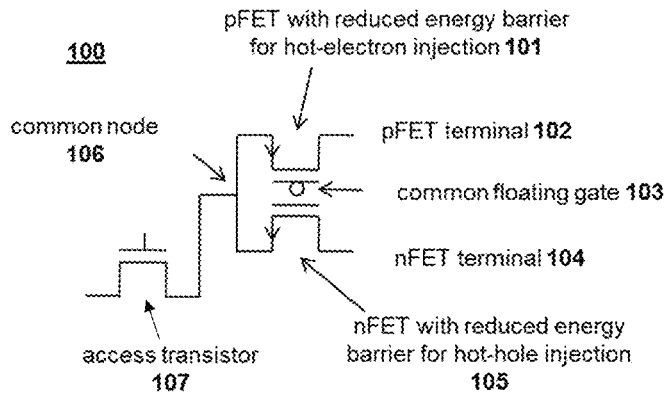 pFET with reduced energy barrier
for hot-electron injection 101
100
common node
106
pFET terminal 102
common floating gate 103
nFET terminal 104
nFET with reduced energy
barrier for hot-hole injection
105
access transistor
107